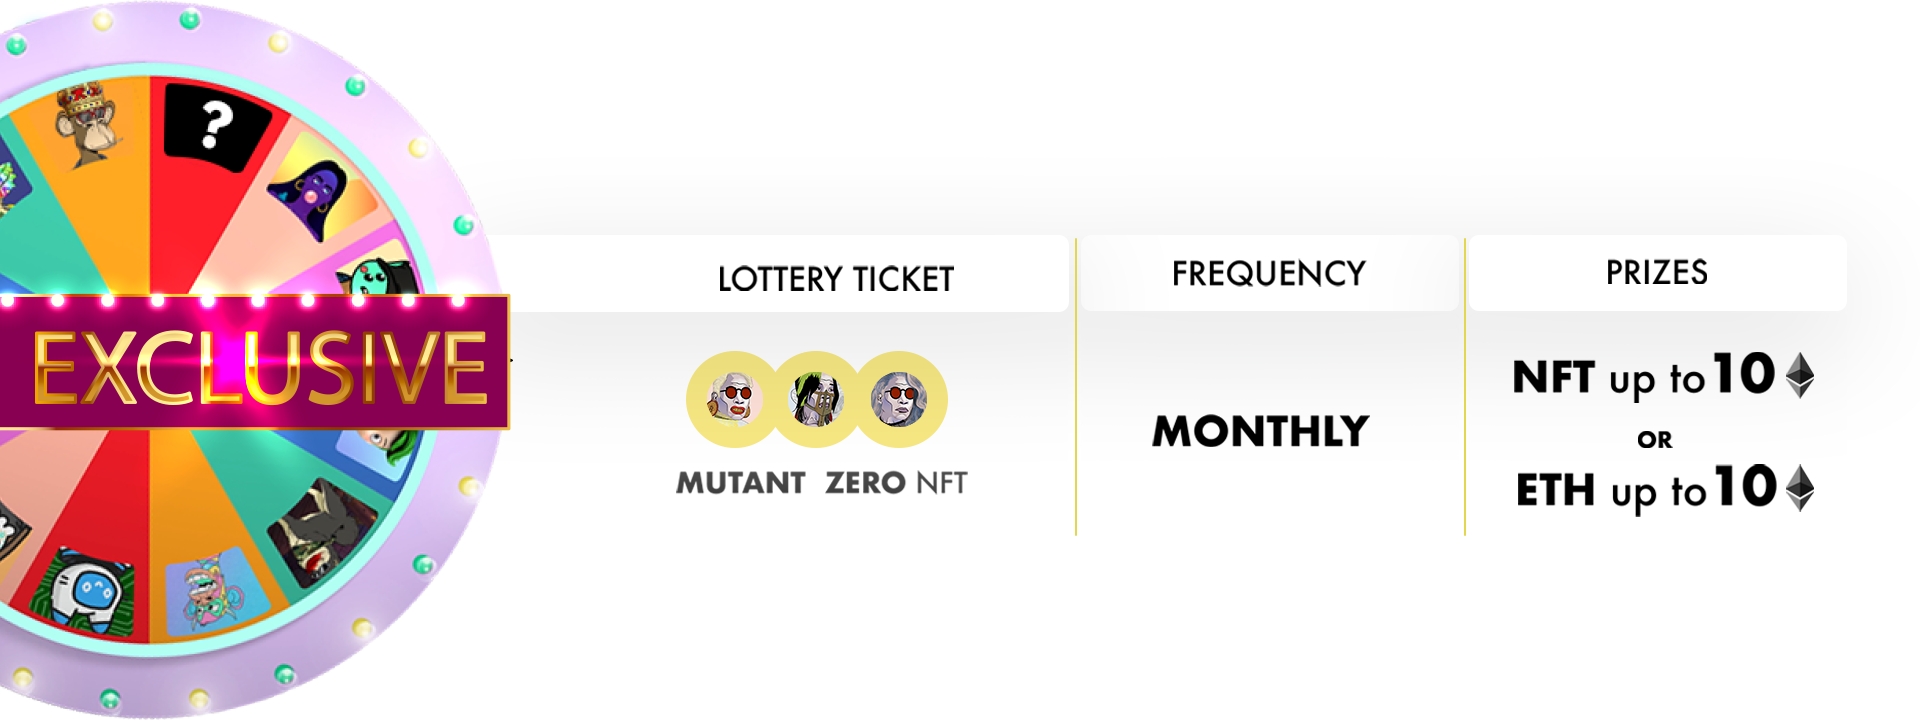 ?
EXCLUSIVE
LOTTERY TICKET
FREQUENCY
PRIZES
MUTANT ZERO NFT
MONTHLY
NFT up to 10
OR
ETH up to 10